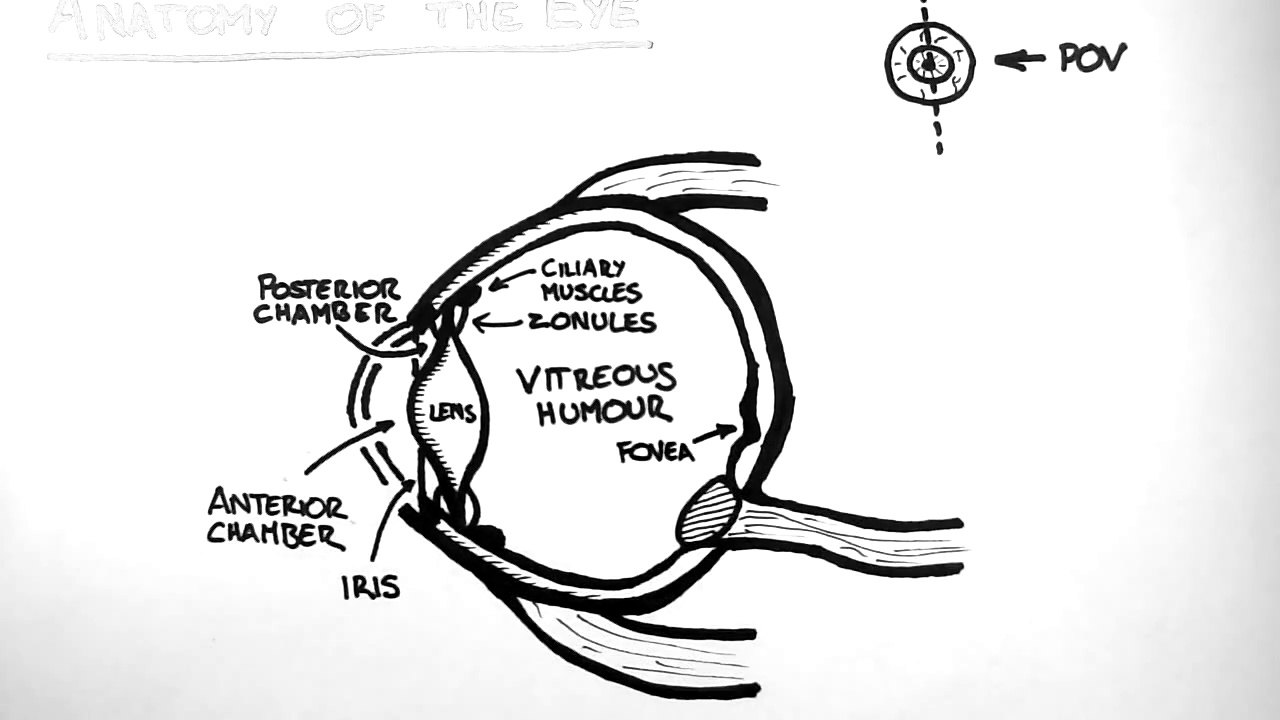 ANATOMY OF THE EYE
POV
CILIARY
MUSCLES
ZONULES
POSTERIOR
CHAMBER
LENS
VITREOUS
HUMOUR
FOVEA
ANTERIOR
CHAMBER
IRIS